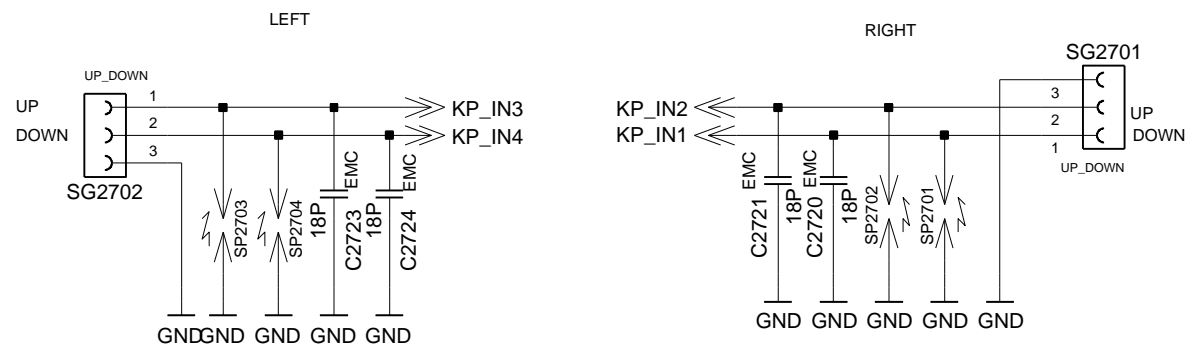 LEFT
UP_DOWN
UP
DOWN
1
2
3
SG2702
KP_IN3
KP_IN4
SP2703
SP2704
18P
C2723
EMC
18P
C2724
EMC
GND
GND
GND
GND
GND
RIGHT
SG2701
KP_IN2
KP_IN1
3
2
1
UP
DOWN
UP_DOWN
C2721
EMC
18P
C2720
EMC
18P
SP2702
SP2701
GND
GND
GND
GND
GND